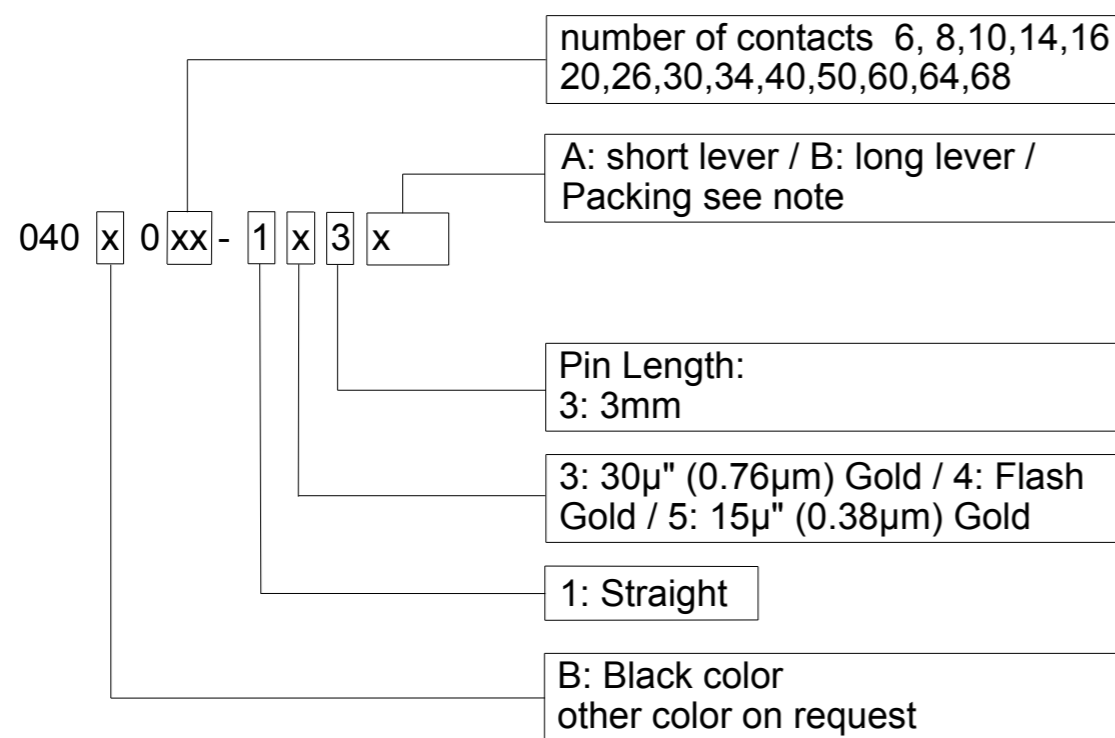 number of contacts 6, 8,10,14,16
20,26,30,34,40,50,60,64,68
A: short lever / B: long lever /
Packing see note
040 x 0 xx - 1 x 3 x
Pin Length:
3: 3mm
3: 30µ" (0.76µm) Gold / 4: Flash
Gold / 5: 15µ" (0.38µm) Gold
1: Straight
B: Black color
other color on request